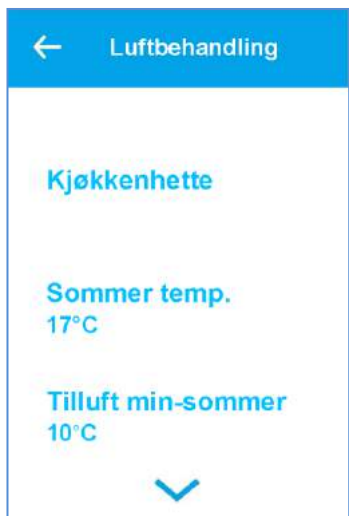 Luftbehandling
Kjøkkenhette
Sommer temp.
17°C
Tilluft min-sommer
10°C